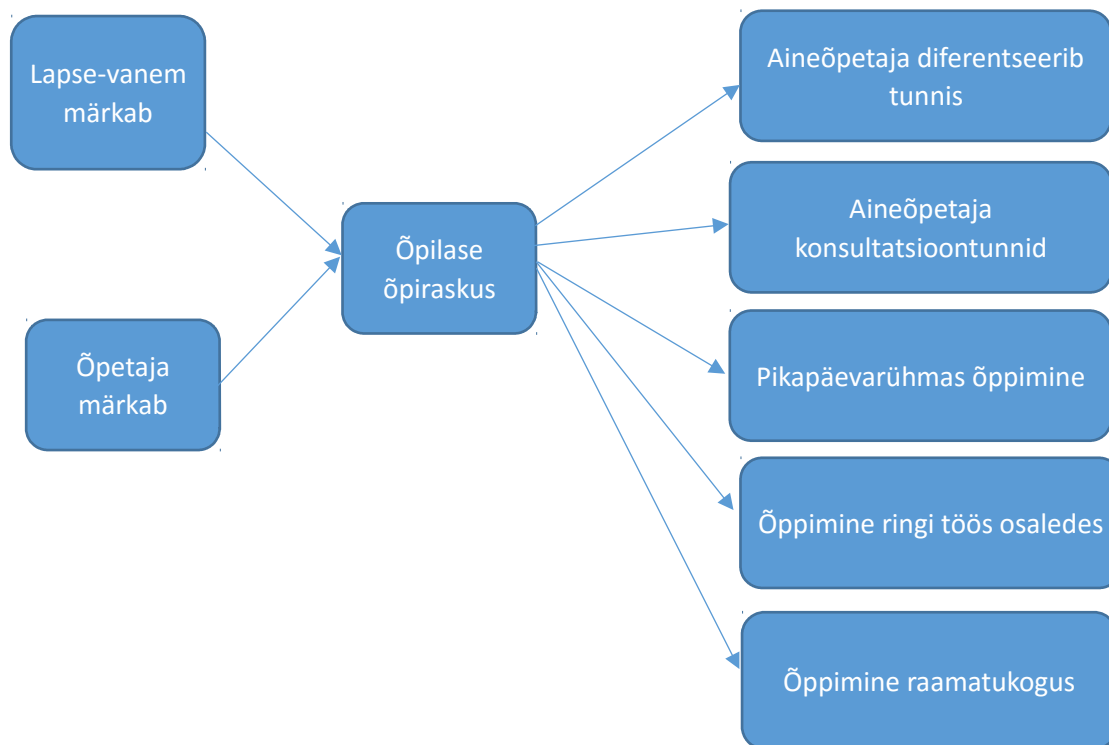 Lapse-vanem
märkab
Õpetaja
märkab
Õpilase
õpiraskus
Aineõpetaja diferentseerib
tunnis
Aineõpetaja
konsultatsioontunnid
Pikapäevarühmas õppimine
Õppimine ringi töös osaledes
Õppimine raamatukogus